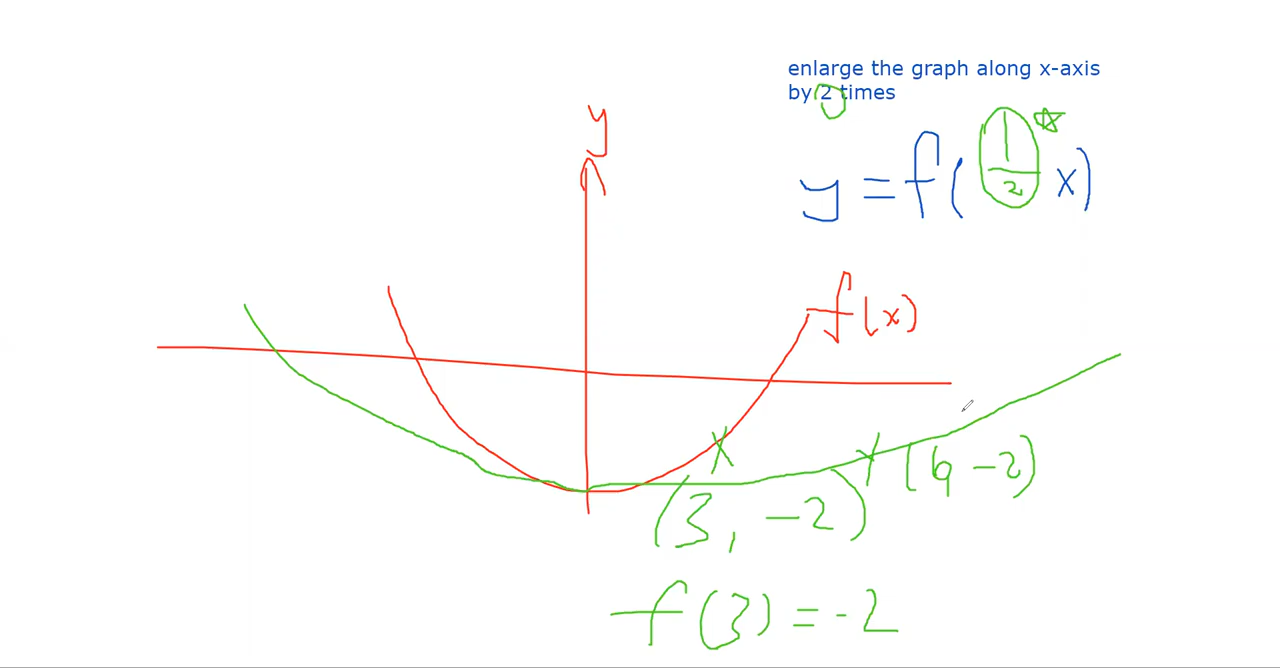 enlarge the graph along x-axis
by 2 times
y
y = f(1/2 x)
f(x)
(6 -2)
(3, -2)
f(3) = -2